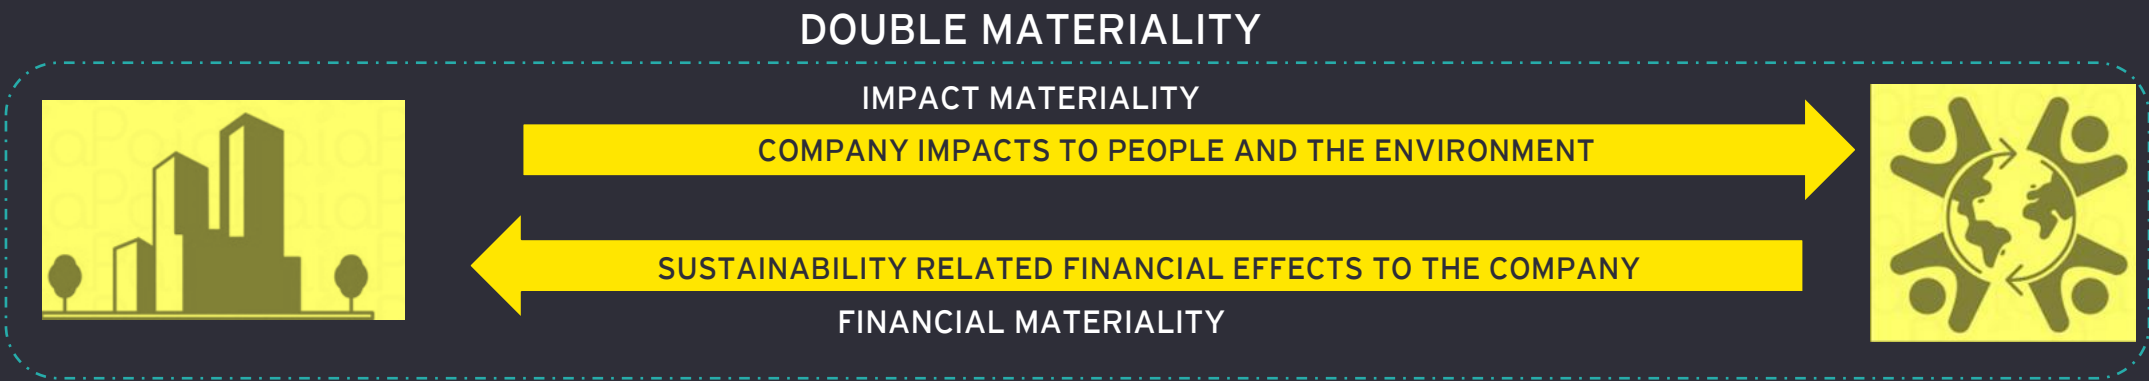 DOUBLE MATERIALITY
IMPACT MATERIALITY
COMPANY IMPACTS TO PEOPLE AND THE ENVIRONMENT
SUSTAINABILITY RELATED FINANCIAL EFFECTS TO THE COMPANY
FINANCIAL MATERIALITY